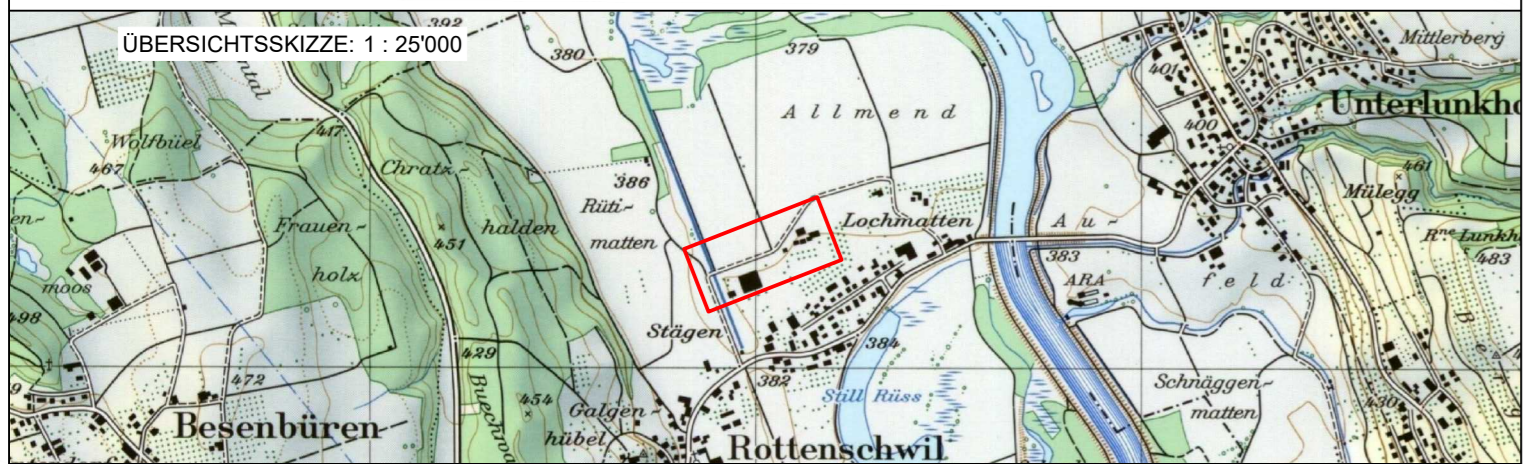 ÜBERSICHTSSKIZZE: 1 : 25'000
392
380
379
Mittlerberg
401
Allmend
Unterlunkho
417
400
Wolfbüel
467
Chratz-
461
386
Mülegg
Rüti-
Lochmatten
Au-
Frauen-
451
halden
matten
383
Rne Lunkh
483
holz
ARA
feld
moos
498
Stägen
429
384
472
382
Schnäggen-
Still Rüss
matten
430
454
Galgen-
Besenbüren
hübel
Rottenschwil